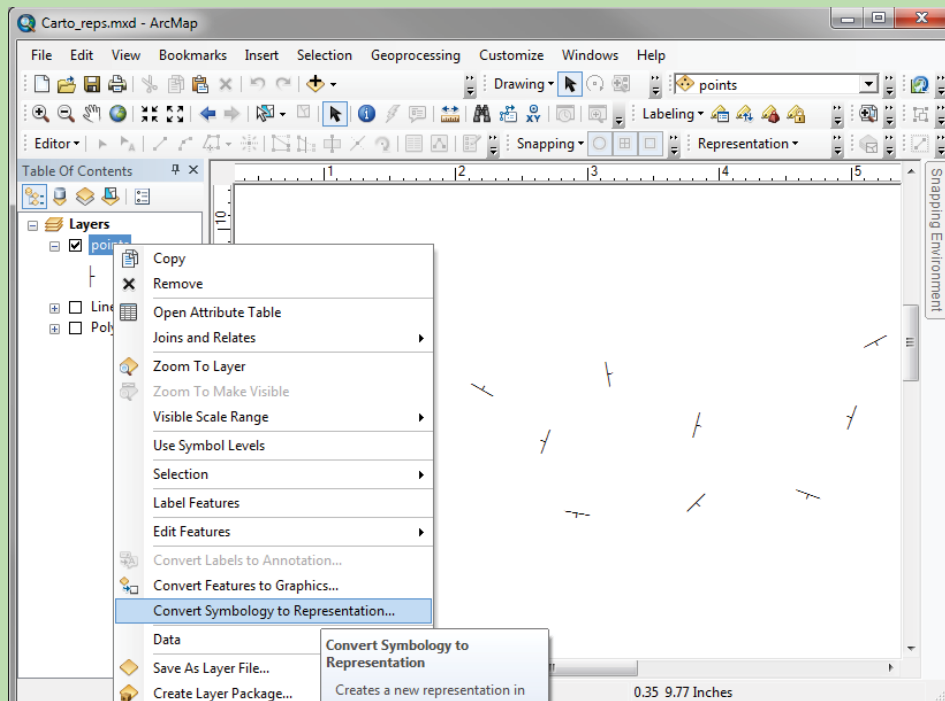 Carto_reps.mxd - ArcMap
File Edit View Bookmarks Insert Selection Geoprocessing Customize Windows Help
Drawing points
Labeling
Editor Snapping Representation
Table Of Contents
1 2 3 4 5
10
Layers
points
Line
Poly
Copy
Remove
Open Attribute Table
Joins and Relates
Zoom To Layer
Zoom To Make Visible
Visible Scale Range
Use Symbol Levels
Selection
Label Features
Edit Features
Convert Labels to Annotation...
Convert Features to Graphics...
Convert Symbology to Representation...
Data
Save As Layer File...
Create Layer Package...
Convert Symbology to
Representation
Creates a new representation in
0.35 9.77 Inches
Snapping Environment